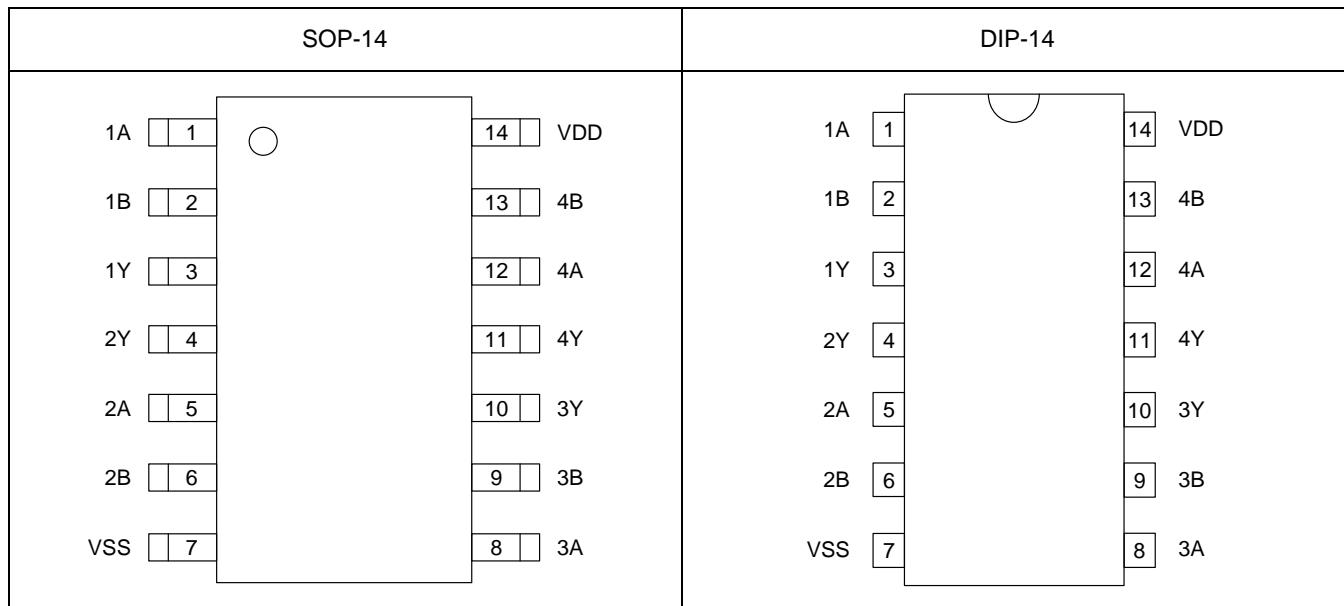 SOP-14 DIP-14
1A 1 14 VDD 1A 1 14 VDD
1B 2 13 4B 1B 2 13 4B
1Y 3 12 4A 1Y 3 12 4A
2Y 4 11 4Y 2Y 4 11 4Y
2A 5 10 3Y 2A 5 10 3Y
2B 6 9 3B 2B 6 9 3B
VSS 7 8 3A VSS 7 8 3A